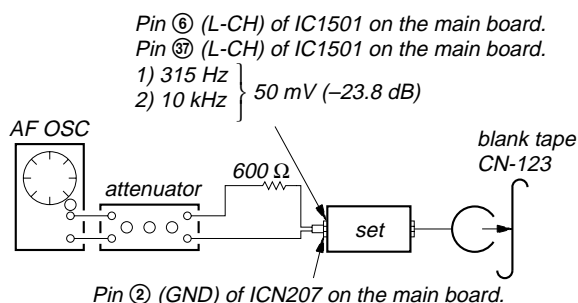 Pin ⑥ (L-CH) of IC1501 on the main board.
Pin ㊲ (L-CH) of IC1501 on the main board.
1) 315 Hz
2) 10 kHz
50 mV (–23.8 dB)
AF OSC
attenuator
600 Ω
set
blank tape
CN-123
Pin ② (GND) of ICN207 on the main board.